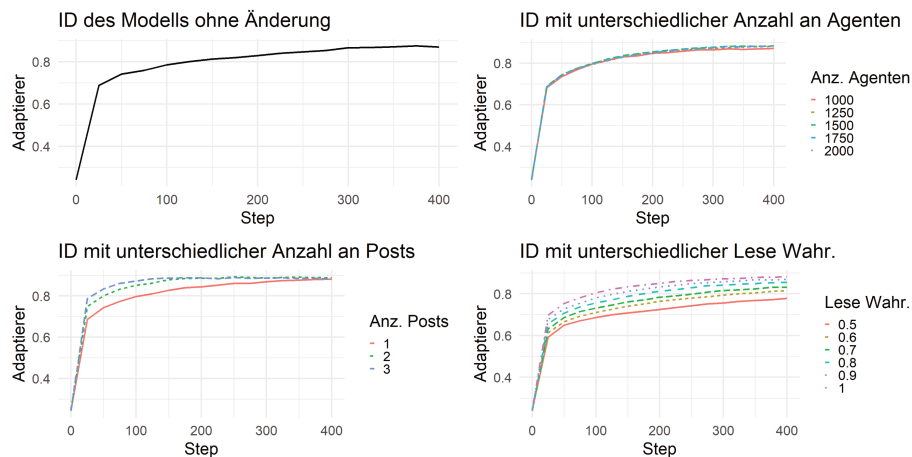 ID des Modells ohne Änderung
Adaptierer
0.8
0.6
0.4
0 100 200 300 400
Step
ID mit unterschiedlicher Anzahl an Agenten
Adaptierer
0.8
0.6
0.4
0 100 200 300 400
Step
Anz. Agenten
1000
1250
1500
1750
2000
ID mit unterschiedlicher Anzahl an Posts
Adaptierer
0.8
0.6
0.4
0 100 200 300 400
Step
Anz. Posts
1
2
3
ID mit unterschiedlicher Lese Wahr.
Adaptierer
0.8
0.6
0.4
0 100 200 300 400
Step
Lese Wahr.
0.5
0.6
0.7
0.8
0.9
1